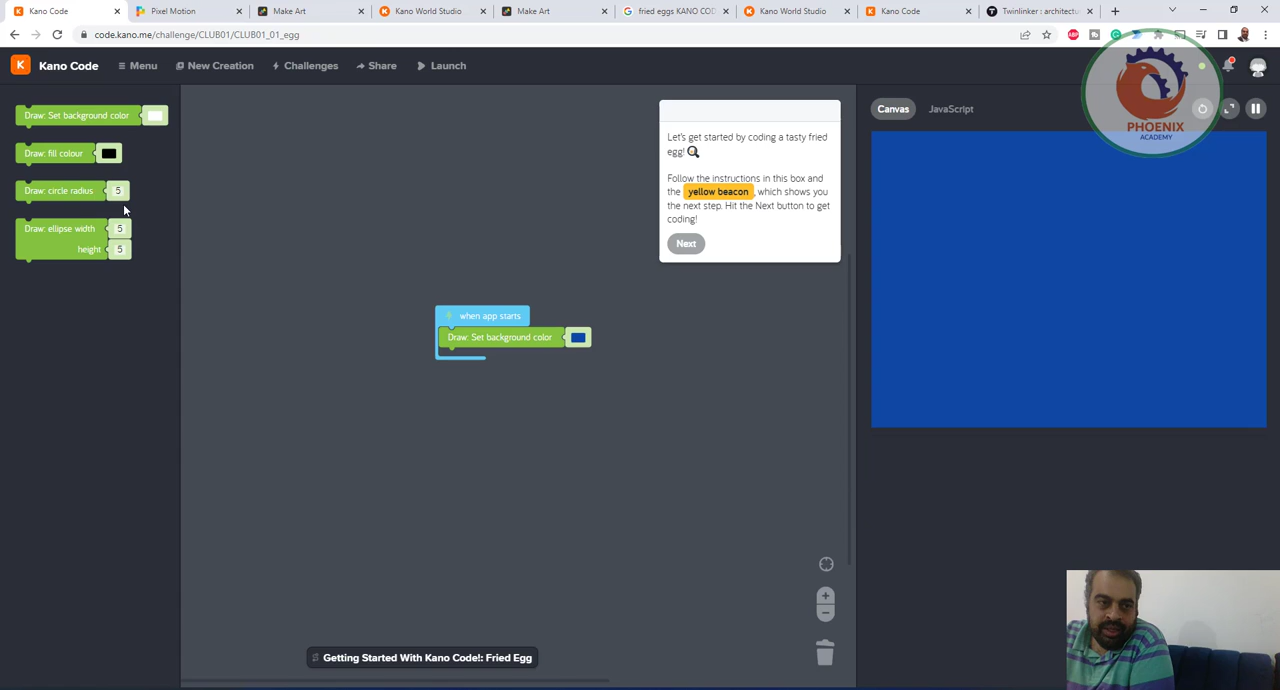 Kano Code
Pixel Motion
Make Art
Kano World Studio
Make Art
fried eggs KANO COD
Kano World Studio
Kano Code
Twinlinker : architectu
code.kano.me/challenge/CLUB01/CLUB01_01_egg
ABP
K
Kano Code
Menu
New Creation
Challenges
Share
Launch
PHOENIX
ACADEMY
Draw: Set background color
Draw: fill colour
Draw: circle radius 5
Draw: ellipse width 5
height 5
when app starts
Draw: Set background color
Let's get started by coding a tasty fried
egg!
Follow the instructions in this box and
the yellow beacon, which shows you
the next step. Hit the Next button to get
coding!
Next
Canvas
JavaScript
+
−
Getting Started With Kano Code!: Fried Egg